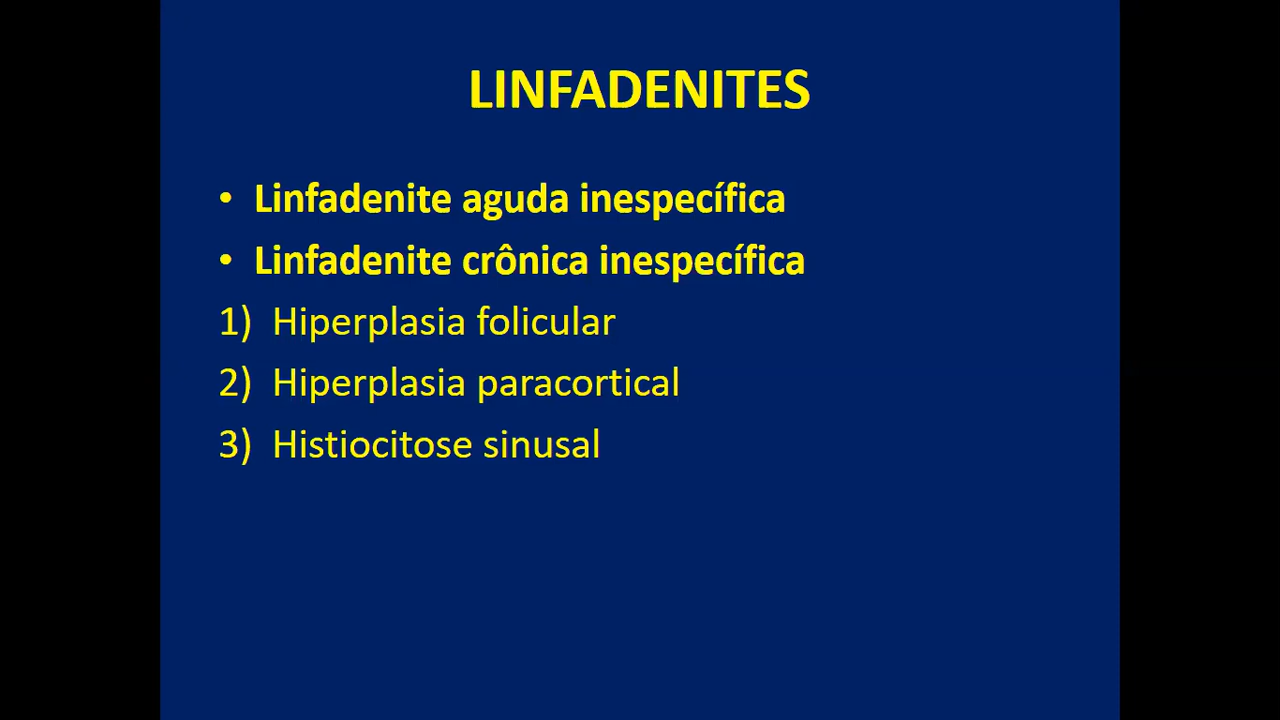 LINFADENITES
• Linfadenite aguda inespecífica
• Linfadenite crônica inespecífica
1) Hiperplasia folicular
2) Hiperplasia paracortical
3) Histiocitose sinusal